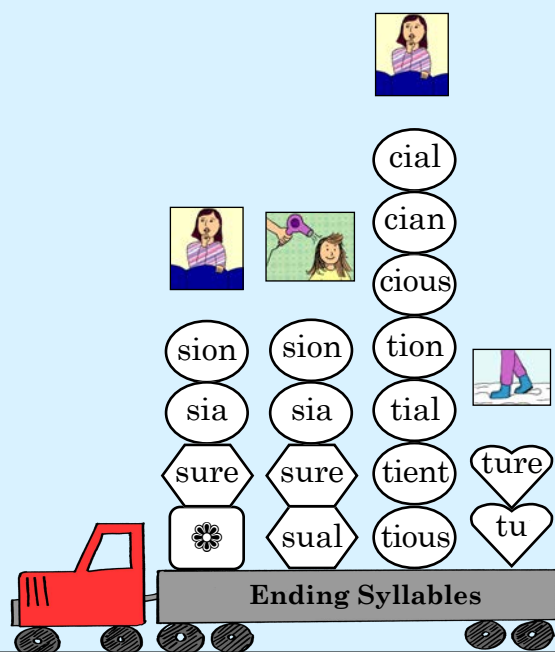 cial
cian
cious
sion sion tion
sia sia tial
sure sure tient ture
sual tious tu
Ending Syllables